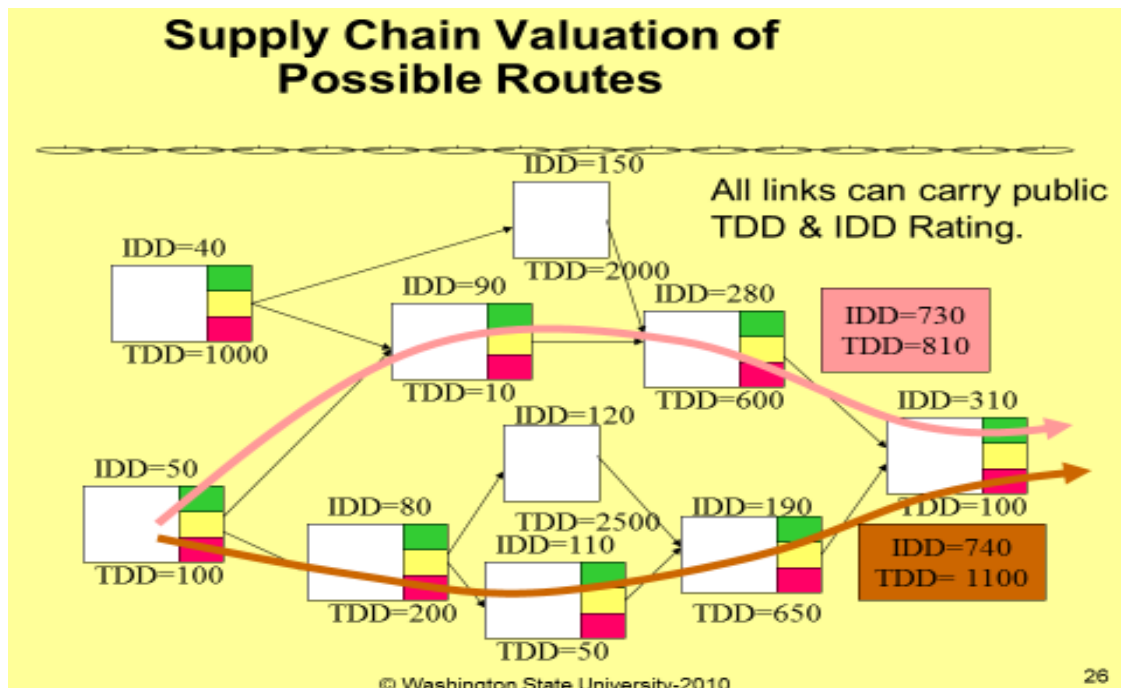 Supply Chain Valuation of
Possible Routes
IDD=150
All links can carry public
TDD & IDD Rating.
IDD=40
TDD=2000
IDD=90
IDD=280
IDD=730
TDD=810
TDD=1000
TDD=10
TDD=600
IDD=310
IDD=120
IDD=50
IDD=80
TDD=2500
IDD=190
TDD=100
IDD=110
IDD=740
TDD= 1100
TDD=100
TDD=200
TDD=650
TDD=50
© Washington State University-2010
26